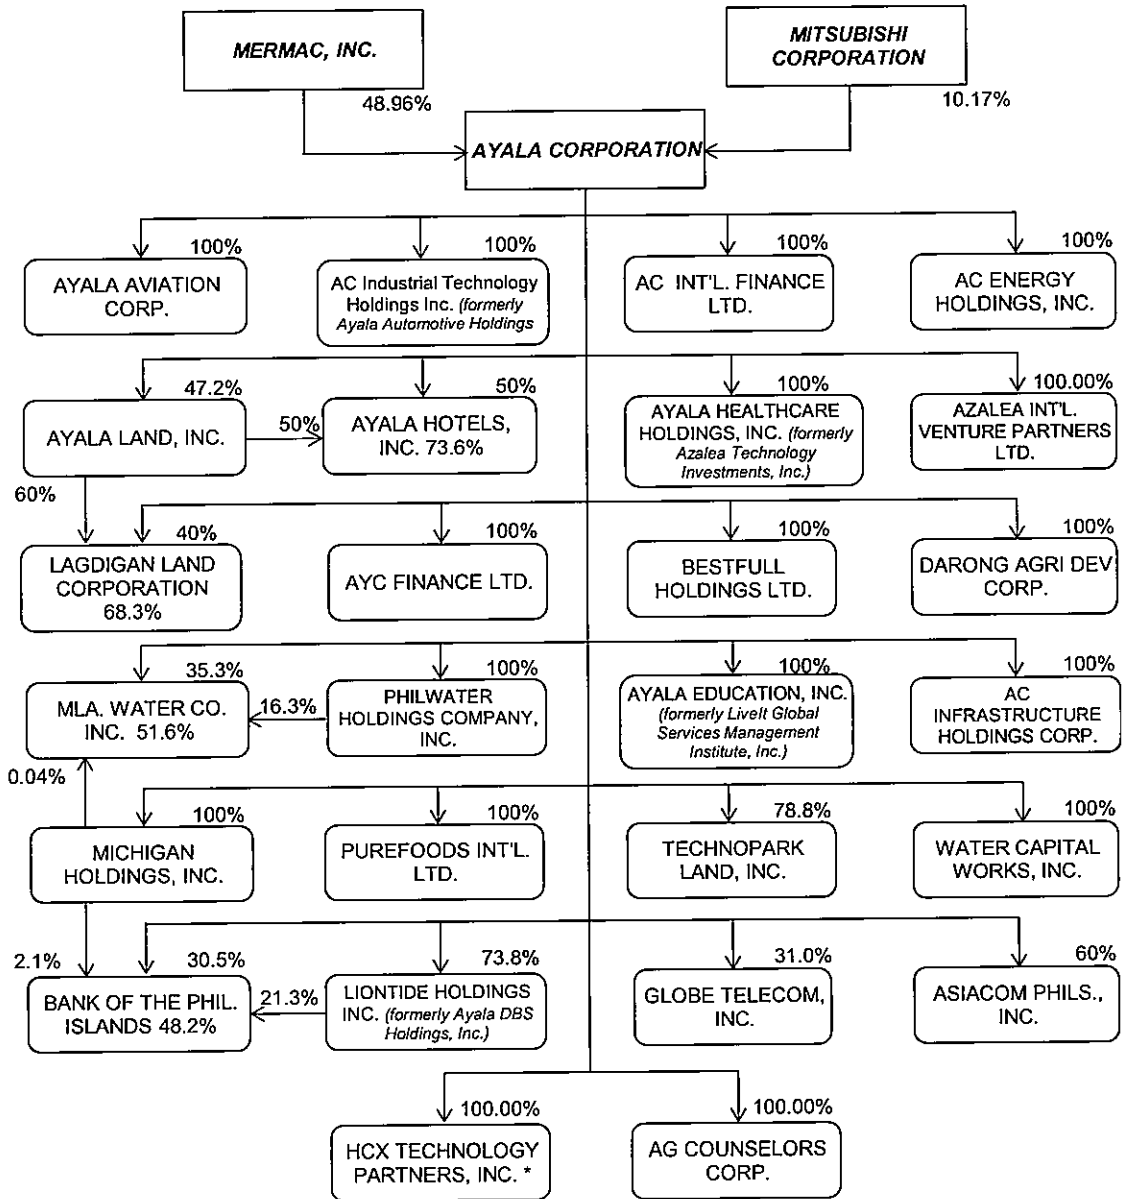 MERMAC, INC.
MITSUBISHI
CORPORATION
48.96%
10.17%
AYALA CORPORATION
100%
100%
100%
100%
AYALA AVIATION
CORP.
AC Industrial Technology
Holdings Inc. (formerly
Ayala Automotive Holdings
AC INT'L. FINANCE
LTD.
AC ENERGY
HOLDINGS, INC.
47.2%
50%
100%
100.00%
AYALA LAND, INC.
50%
AYALA HOTELS,
INC. 73.6%
AYALA HEALTHCARE
HOLDINGS, INC. (formerly
Azalea Technology
Investments, Inc.)
AZALEA INT'L.
VENTURE PARTNERS
LTD.
60%
40%
100%
100%
100%
LAGDIGAN LAND
CORPORATION
68.3%
AYC FINANCE LTD.
BESTFULL
HOLDINGS LTD.
DARONG AGRI DEV
CORP.
35.3%
100%
100%
100%
MLA. WATER CO.
INC. 51.6%
16.3%
PHILWATER
HOLDINGS COMPANY,
INC.
AYALA EDUCATION, INC.
(formerly LiveIt Global
Services Management
Institute, Inc.)
AC
INFRASTRUCTURE
HOLDINGS CORP.
0.04%
100%
100%
78.8%
100%
MICHIGAN
HOLDINGS, INC.
PUREFOODS INT'L.
LTD.
TECHNOPARK
LAND, INC.
WATER CAPITAL
WORKS, INC.
2.1%
30.5%
73.8%
31.0%
60%
BANK OF THE PHIL.
ISLANDS 48.2%
21.3%
LIONTIDE HOLDINGS
INC. (formerly Ayala DBS
Holdings, Inc.)
GLOBE TELECOM,
INC.
ASIACOM PHILS.,
INC.
100.00%
100.00%
HCX TECHNOLOGY
PARTNERS, INC. *
AG COUNSELORS
CORP.